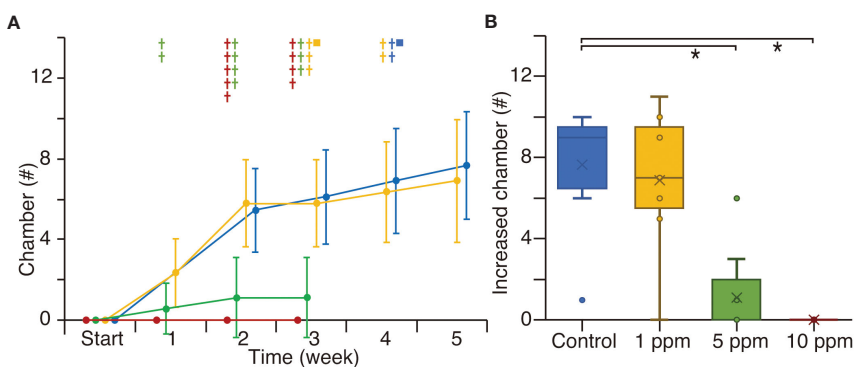 A
Chamber (#)
12
8
4
0
Start 1 2 3 4 5
Time (week)
† † † † † † † † † † † † † † † † † † † † †
B
Increased chamber (#)
12
8
4
0
* *
Control 1 ppm 5 ppm 10 ppm